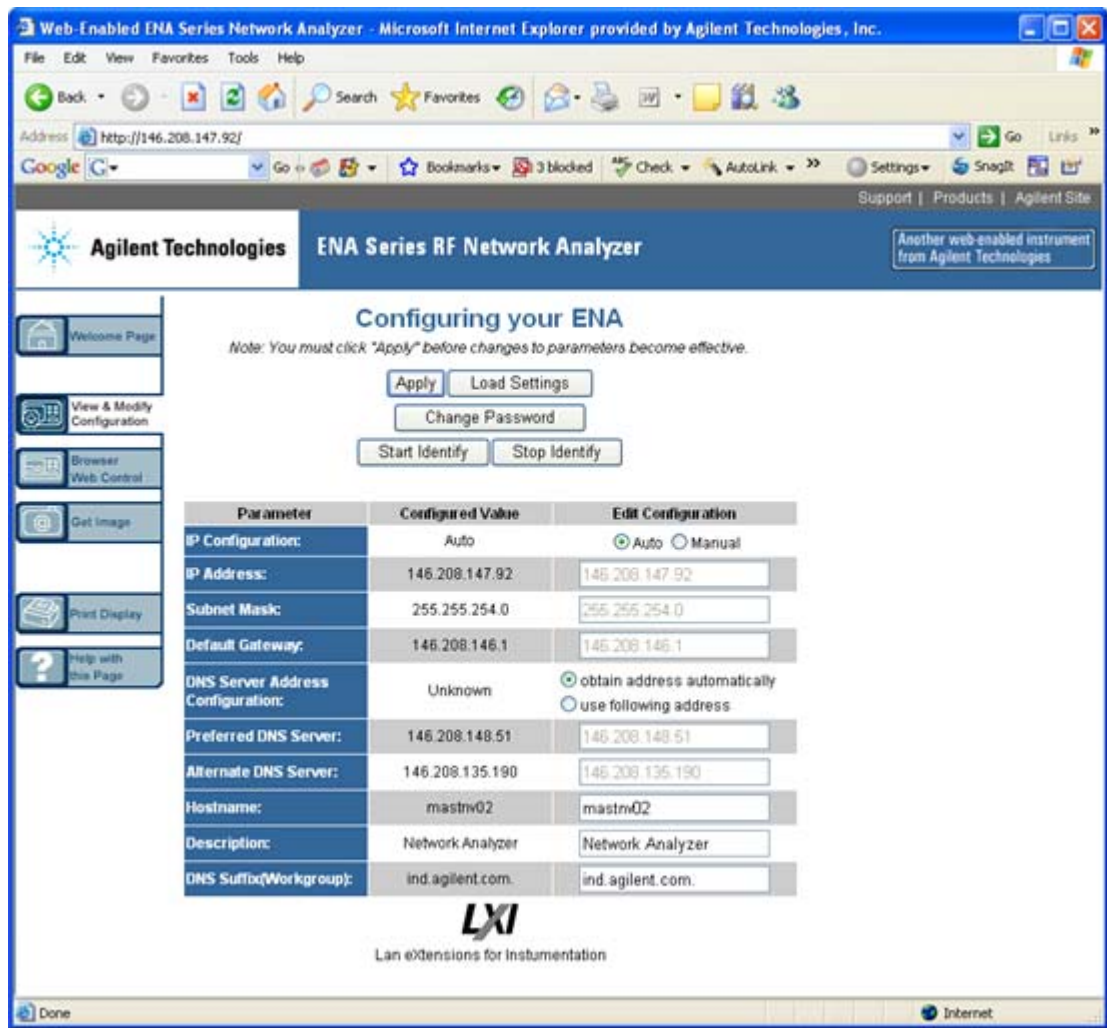 Web-Enabled ENA Series Network Analyzer - Microsoft Internet Explorer provided by Agilent Technologies, Inc.
File Edit View Favorites Tools Help
Back Search Favorites
Address http://146.208.147.92/ Go Links »
Google G Go Bookmarks 3 blocked Check AutoLink » Settings SnagIt
Support | Products | Agilent Site
Agilent Technologies ENA Series RF Network Analyzer
Another web-enabled instrument
from Agilent Technologies
Welcome Page
View & Modify
Configuration
Browser
Web Control
Get Image
Print Display
Help with
this Page
Configuring your ENA
Note: You must click "Apply" before changes to parameters become effective.
Apply Load Settings
Change Password
Start Identify Stop Identify
Parameter Configured Value Edit Configuration
IP Configuration: Auto Auto Manual
IP Address: 146.208.147.92 146.208.147.92
Subnet Mask: 255.255.254.0 255.255.254.0
Default Gateway: 146.208.146.1 146.208.146.1
DNS Server Address
Configuration: Unknown obtain address automatically
use following address
Preferred DNS Server: 146.208.148.51 146.208.148.51
Alternate DNS Server: 146.208.135.190 146.208.135.190
Hostname: mastnv02 mastnv02
Description: Network Analyzer Network Analyzer
DNS Suffix(Workgroup): ind.agilent.com. ind.agilent.com.
LXI
Lan eXtensions for Instumentation
Done Internet